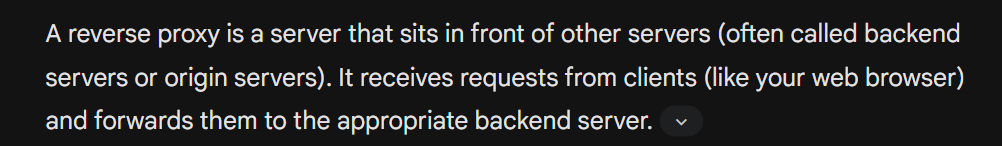 A reverse proxy is a server that sits in front of other servers (often called backend
servers or origin servers). It receives requests from clients (like your web browser)
and forwards them to the appropriate backend server.